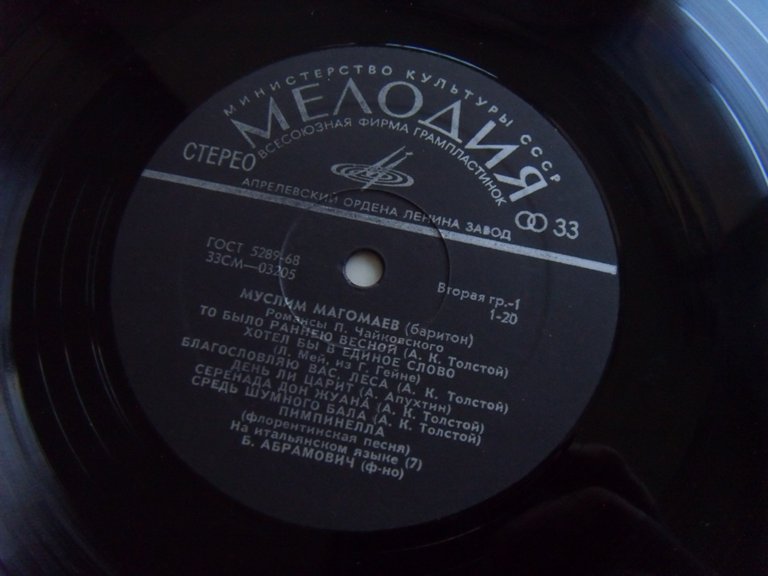 МИНИСТЕРСТВО КУЛЬТУРЫ СССР
МЕЛОДИЯ
ВСЕСОЮЗНАЯ ФИРМА ГРАМПЛАСТИНОК
СТЕРЕО
АПРЕЛЕВСКИЙ ОРДЕНА ЛЕНИНА ЗАВОД
33
ГОСТ 5289-68
33СМ—03205
Вторая гр.-1
1-20
МУСЛИМ МАГОМАЕВ (баритон)
Романсы П. Чайковского
ТО БЫЛО РАННЕЮ ВЕСНОЙ (А. К. Толстой)
ХОТЕЛ БЫ В ЕДИНОЕ СЛОВО
(Л. Мей, из Г. Гейне)
БЛАГОСЛОВЛЯЮ ВАС, ЛЕСА (А. К. Толстой)
ДЕНЬ ЛИ ЦАРИТ (А. Апухтин)
СЕРЕНАДА ДОН ЖУАНА (А. К. Толстой)
СРЕДЬ ШУМНОГО БАЛА (А. К. Толстой)
ПИМПИНЕЛЛА
(флорентинская песня)
На итальянском языке (7)
Б. АБРАМОВИЧ (ф-но)